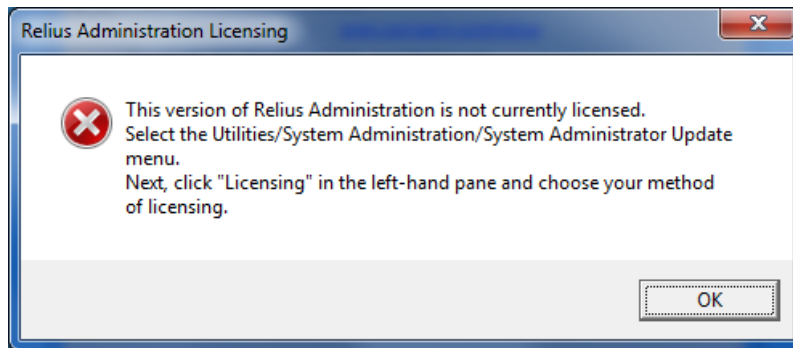 Relius Administration Licensing
This version of Relius Administration is not currently licensed.
Select the Utilities/System Administration/System Administrator Update
menu.
Next, click "Licensing" in the left-hand pane and choose your method
of licensing.
OK